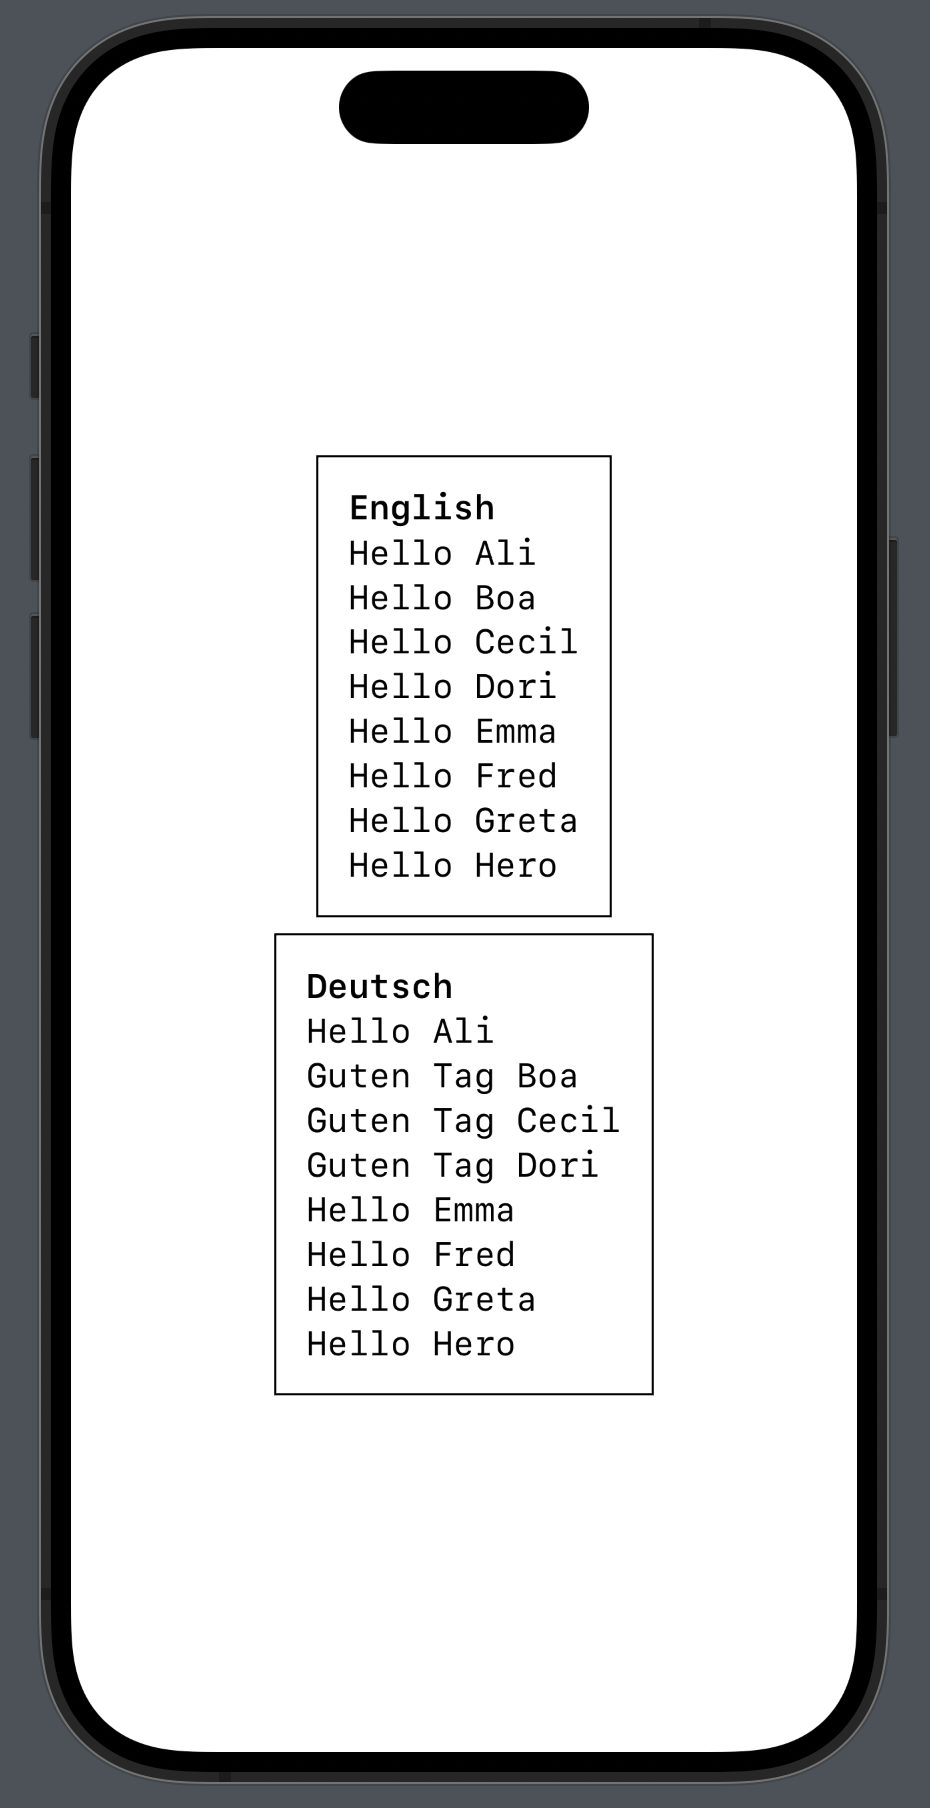 English
Hello Ali
Hello Boa
Hello Cecil
Hello Dori
Hello Emma
Hello Fred
Hello Greta
Hello Hero
Deutsch
Hello Ali
Guten Tag Boa
Guten Tag Cecil
Guten Tag Dori
Hello Emma
Hello Fred
Hello Greta
Hello Hero